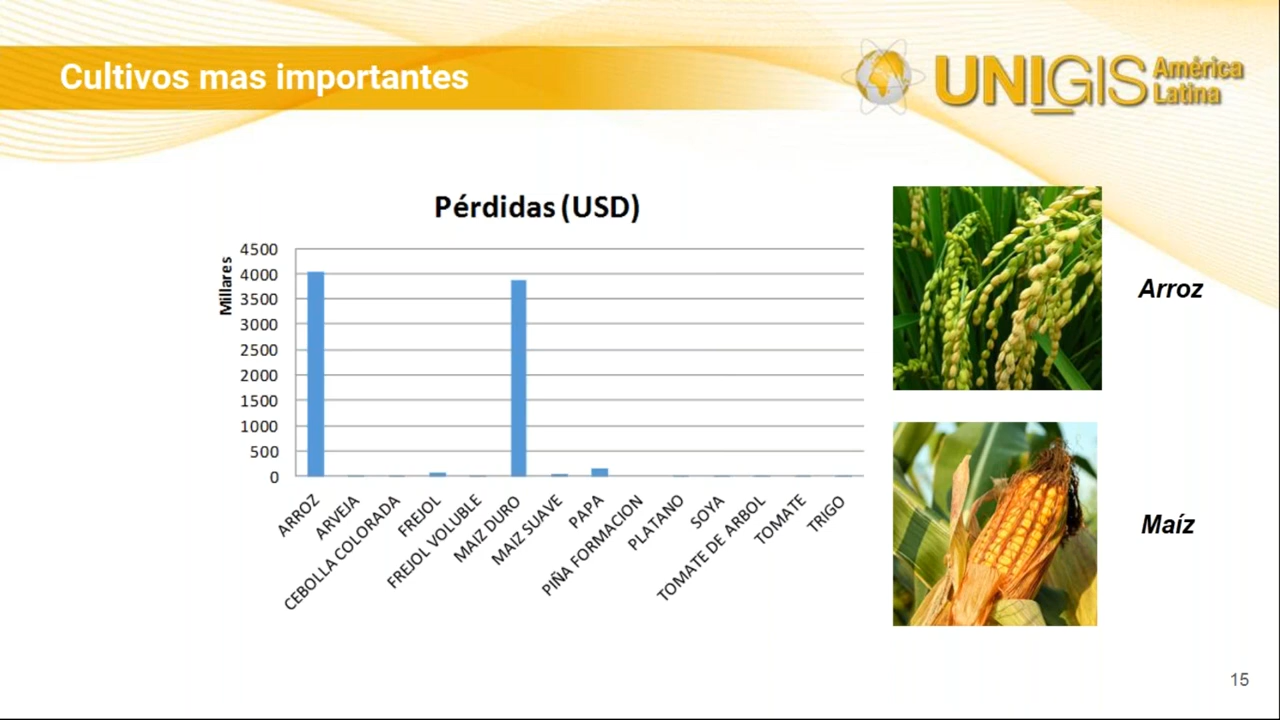 Cultivos mas importantes
UNIGIS América Latina
Pérdidas (USD)
Millares
4500
4000
3500
3000
2500
2000
1500
1000
500
0
ARROZ
ARVEJA
CEBOLLA COLORADA
FREJOL
FREJOL VOLUBLE
MAIZ DURO
MAIZ SUAVE
PAPA
PIÑA FORMACION
PLATANO
SOYA
TOMATE DE ARBOL
TOMATE
TRIGO
Arroz
Maíz
15